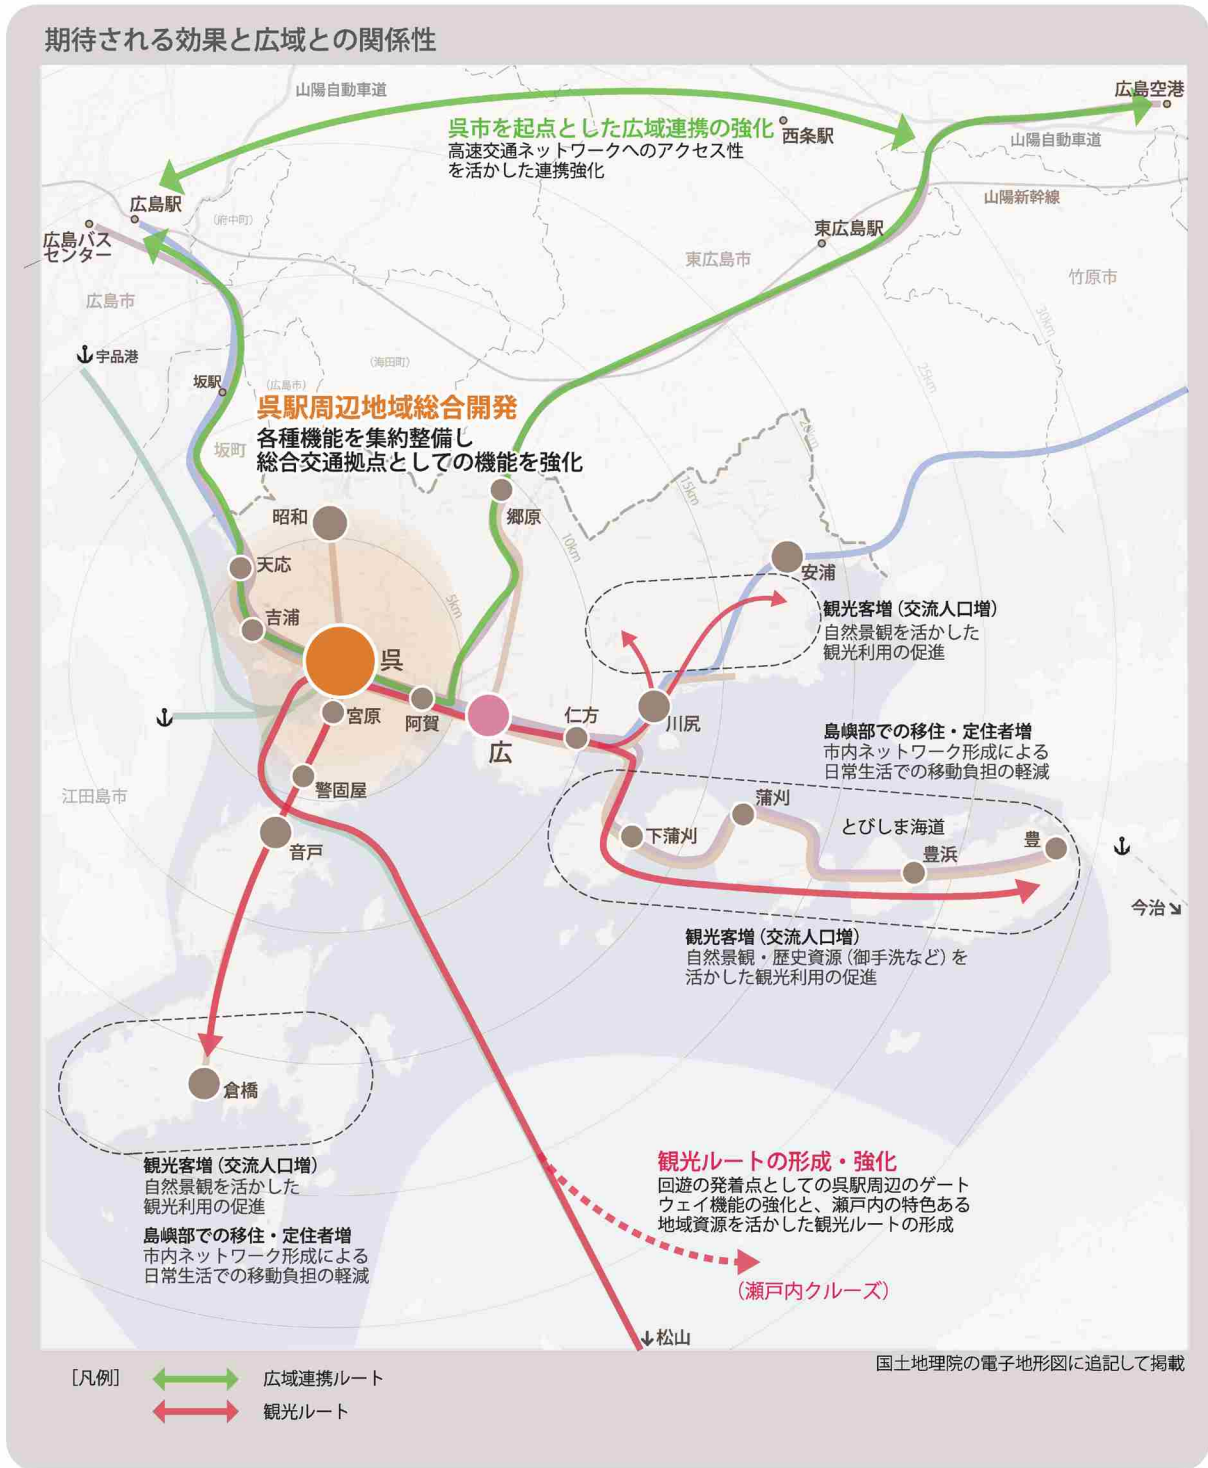 期待される効果と広域との関係性
山陽自動車道
広島空港
呉市を起点とした広域連携の強化
高速交通ネットワークへのアクセス性
を活かした連携強化
西条駅
山陽自動車道
広島駅
山陽新幹線
(府中町)
広島バス
センター
東広島駅
東広島市
竹原市
広島市
30km
宇品港
(海田町)
坂駅
(広島市)
25km
呉駅周辺地域総合開発
各種機能を集約整備し
総合交通拠点としての機能を強化
坂町
20km
15km
昭和
郷原
10km
天応
安浦
5km
吉浦
観光客増(交流人口増)
自然景観を活かした
観光利用の促進
呉
宮原
阿賀
広
仁方
川尻
島嶼部での移住・定住者増
市内ネットワーク形成による
日常生活での移動負担の軽減
警固屋
江田島市
蒲刈
下蒲刈
とびしま海道
豊
豊浜
音戸
今治↘
観光客増(交流人口増)
自然景観・歴史資源(御手洗など)を
活かした観光利用の促進
倉橋
観光客増(交流人口増)
自然景観を活かした
観光利用の促進
島嶼部での移住・定住者増
市内ネットワーク形成による
日常生活での移動負担の軽減
観光ルートの形成・強化
回遊の発着点としての呉駅周辺のゲート
ウェイ機能の強化と、瀬戸内の特色ある
地域資源を活かした観光ルートの形成
(瀬戸内クルーズ)
↓松山
国土地理院の電子地形図に追記して掲載
[凡例]
広域連携ルート
観光ルート